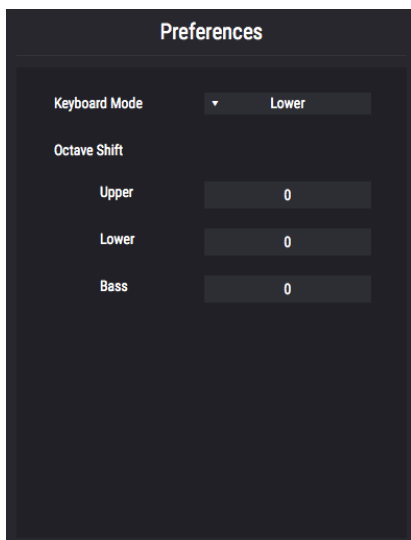 Preferences
Keyboard Mode ▾ Lower
Octave Shift
Upper 0
Lower 0
Bass 0